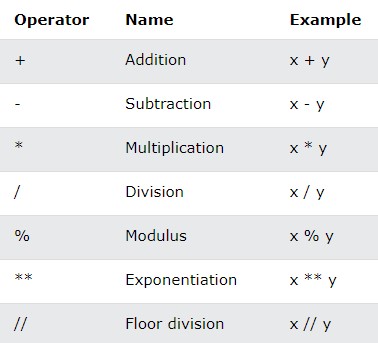 Operator Name Example
+ Addition x + y
- Subtraction x - y
* Multiplication x * y
/ Division x / y
% Modulus x % y
** Exponentiation x ** y
// Floor division x // y